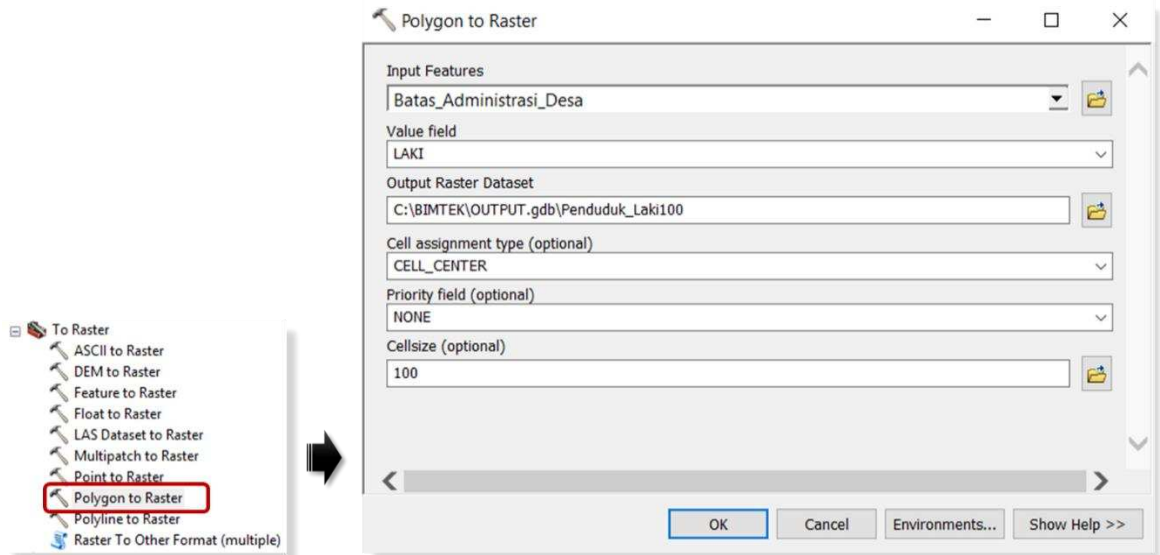 To Raster
ASCII to Raster
DEM to Raster
Feature to Raster
Float to Raster
LAS Dataset to Raster
Multipatch to Raster
Point to Raster
Polygon to Raster
Polyline to Raster
Raster To Other Format (multiple)
Polygon to Raster
Input Features
Batas_Administrasi_Desa
Value field
LAKI
Output Raster Dataset
C:\BIMTEK\OUTPUT.gdb\Penduduk_Laki100
Cell assignment type (optional)
CELL_CENTER
Priority field (optional)
NONE
Cellsize (optional)
100
OK Cancel Environments... Show Help >>